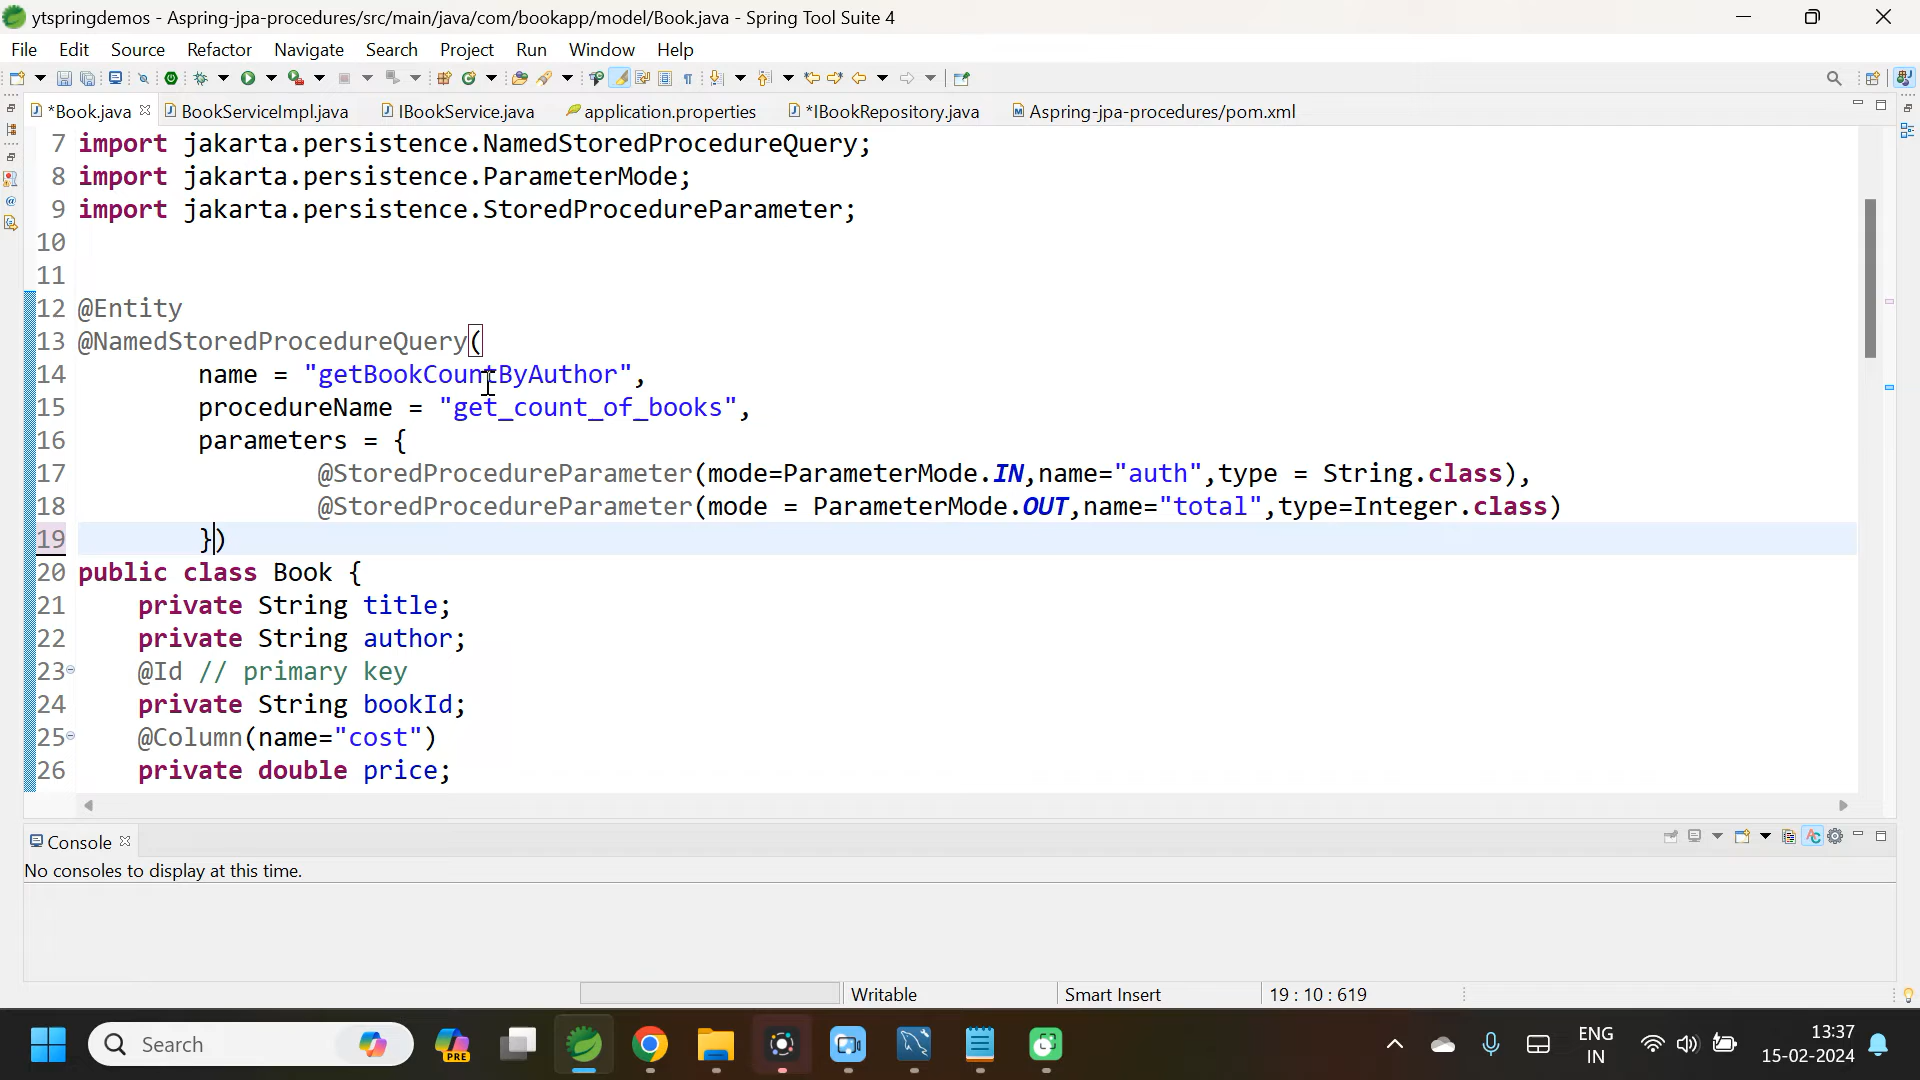 ytspringdemos - Aspring-jpa-procedures/src/main/java/com/bookapp/model/Book.java - Spring Tool Suite 4
File Edit Source Refactor Navigate Search Project Run Window Help
*Book.java BookServiceImpl.java IBookService.java application.properties *IBookRepository.java Aspring-jpa-procedures/pom.xml
7 import jakarta.persistence.NamedStoredProcedureQuery;
8 import jakarta.persistence.ParameterMode;
9 import jakarta.persistence.StoredProcedureParameter;
10
11
12 @Entity
13 @NamedStoredProcedureQuery(
14 name = "getBookCountByAuthor",
15 procedureName = "get_count_of_books",
16 parameters = {
17 @StoredProcedureParameter(mode=ParameterMode.IN,name="auth",type = String.class),
18 @StoredProcedureParameter(mode = ParameterMode.OUT,name="total",type=Integer.class)
19 })
20 public class Book {
21 private String title;
22 private String author;
23 @Id // primary key
24 private String bookId;
25 @Column(name="cost")
26 private double price;
Console
No consoles to display at this time.
Writable Smart Insert 19 : 10 : 619
Search PRE ENG IN 13:37 15-02-2024